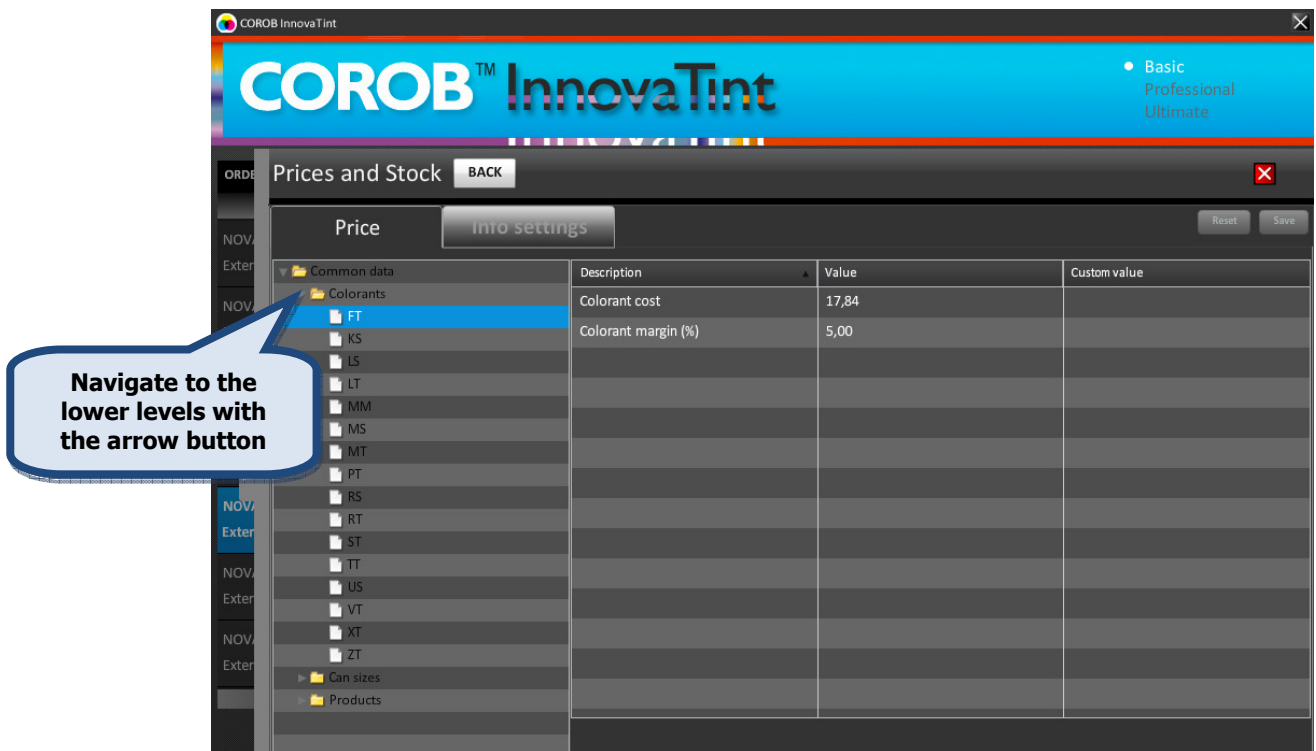 COROB InnovaTint
COROB™ InnovaTint
Basic
Professional
Ultimate
ORDE
Prices and Stock
BACK
Price
Info settings
Reset
Save
NOVA
Exter
NOVA
NOVA
Exter
NOVA
Exter
NOVA
Exter
Common data
Colorants
FT
KS
LS
LT
MM
MS
MT
PT
RS
RT
ST
TT
US
VT
XT
ZT
Can sizes
Products
Description
Value
Custom value
Colorant cost
17,84
Colorant margin (%)
5,00
Navigate to the
lower levels with
the arrow button